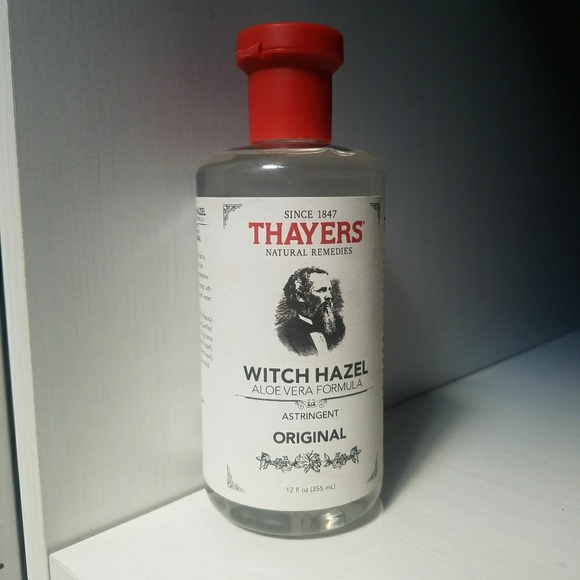 SINCE 1847
THAYERS®
NATURAL REMEDIES
WITCH HAZEL
ALOE VERA FORMULA
ASTRINGENT
ORIGINAL
12 fl oz (355 mL)